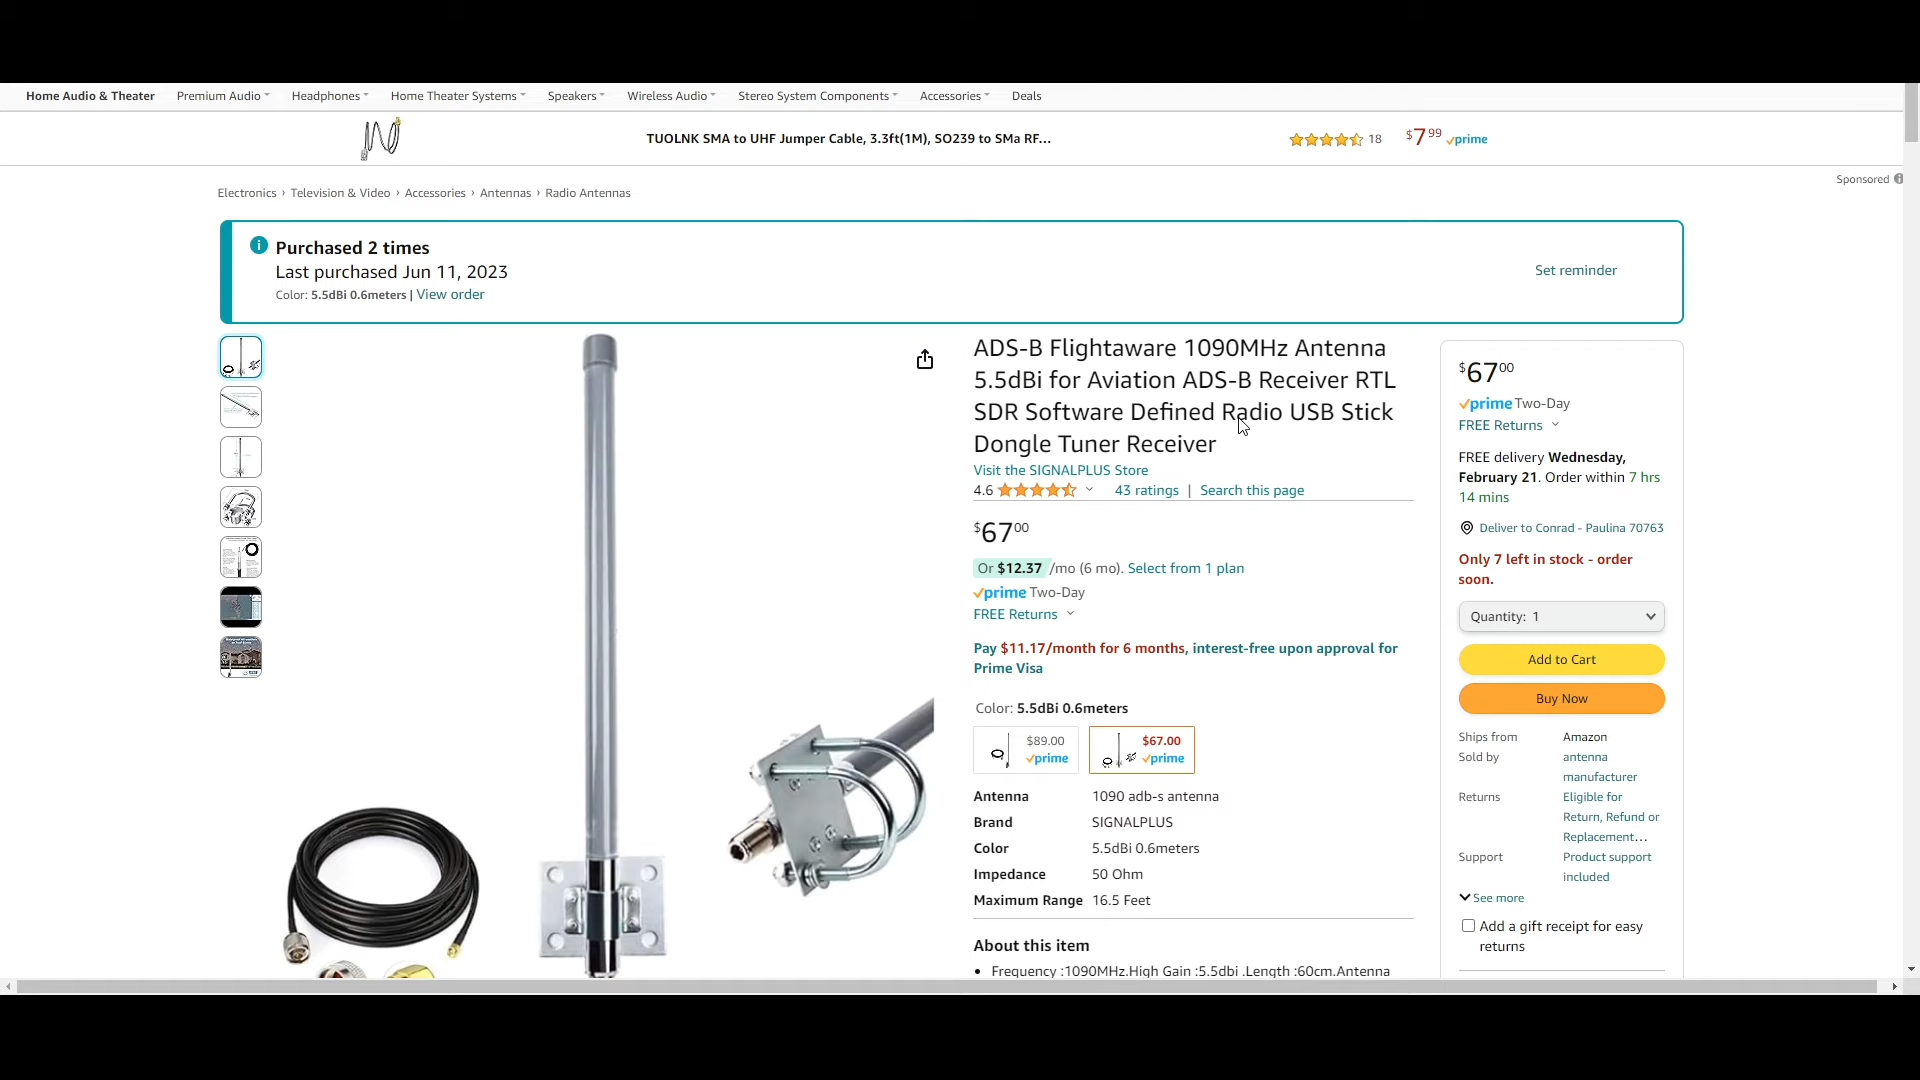 Home Audio & Theater Premium Audio Headphones Home Theater Systems Speakers Wireless Audio Stereo System Components Accessories Deals
TUOLNK SMA to UHF Jumper Cable, 3.3ft(1M), SO239 to SMa RF... 18 $7.99 prime
Sponsored
Electronics › Television & Video › Accessories › Antennas › Radio Antennas
Purchased 2 times
Last purchased Jun 11, 2023
Color: 5.5dBi 0.6meters | View order
Set reminder
ADS-B Flightaware 1090MHz Antenna
5.5dBi for Aviation ADS-B Receiver RTL
SDR Software Defined Radio USB Stick
Dongle Tuner Receiver
Visit the SIGNALPLUS Store
4.6 43 ratings | Search this page
$67.00
Or $12.37 /mo (6 mo). Select from 1 plan
prime Two-Day
FREE Returns
Pay $11.17/month for 6 months, interest-free upon approval for
Prime Visa
Color: 5.5dBi 0.6meters
$89.00
prime
$67.00
prime
Antenna 1090 adb-s antenna
Brand SIGNALPLUS
Color 5.5dBi 0.6meters
Impedance 50 Ohm
Maximum Range 16.5 Feet
About this item
• Frequency :1090MHz.High Gain :5.5dbi .Length :60cm.Antenna
$67.00
prime Two-Day
FREE Returns
FREE delivery Wednesday,
February 21. Order within 7 hrs
14 mins
Deliver to Conrad - Paulina 70763
Only 7 left in stock - order
soon.
Quantity: 1
Add to Cart
Buy Now
Ships from Amazon
Sold by antenna
manufacturer
Returns Eligible for
Return, Refund or
Replacement...
Support Product support
included
See more
Add a gift receipt for easy
returns